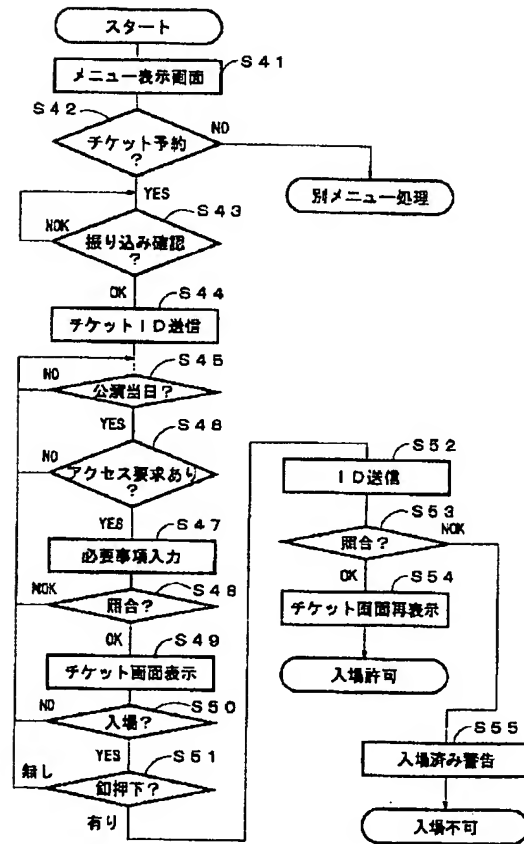 スタート
メニュー表示画面
S41
S42
チケット予約
?
NO
YES
別メニュー処理
S43
NOK
振り込み確認
?
OK
S44
チケットID送信
S45
NO
公演当日?
YES
S46
NO
アクセス要求あり
?
YES
S47
必要事項入力
S48
NOK
照合?
OK
S49
チケット画面表示
S50
NO
入場?
YES
S51
無し
釦押下?
有り
S52
ID送信
S53
照合?
NOK
OK
S54
チケット画面再表示
入場許可
S55
入場済み警告
入場不可